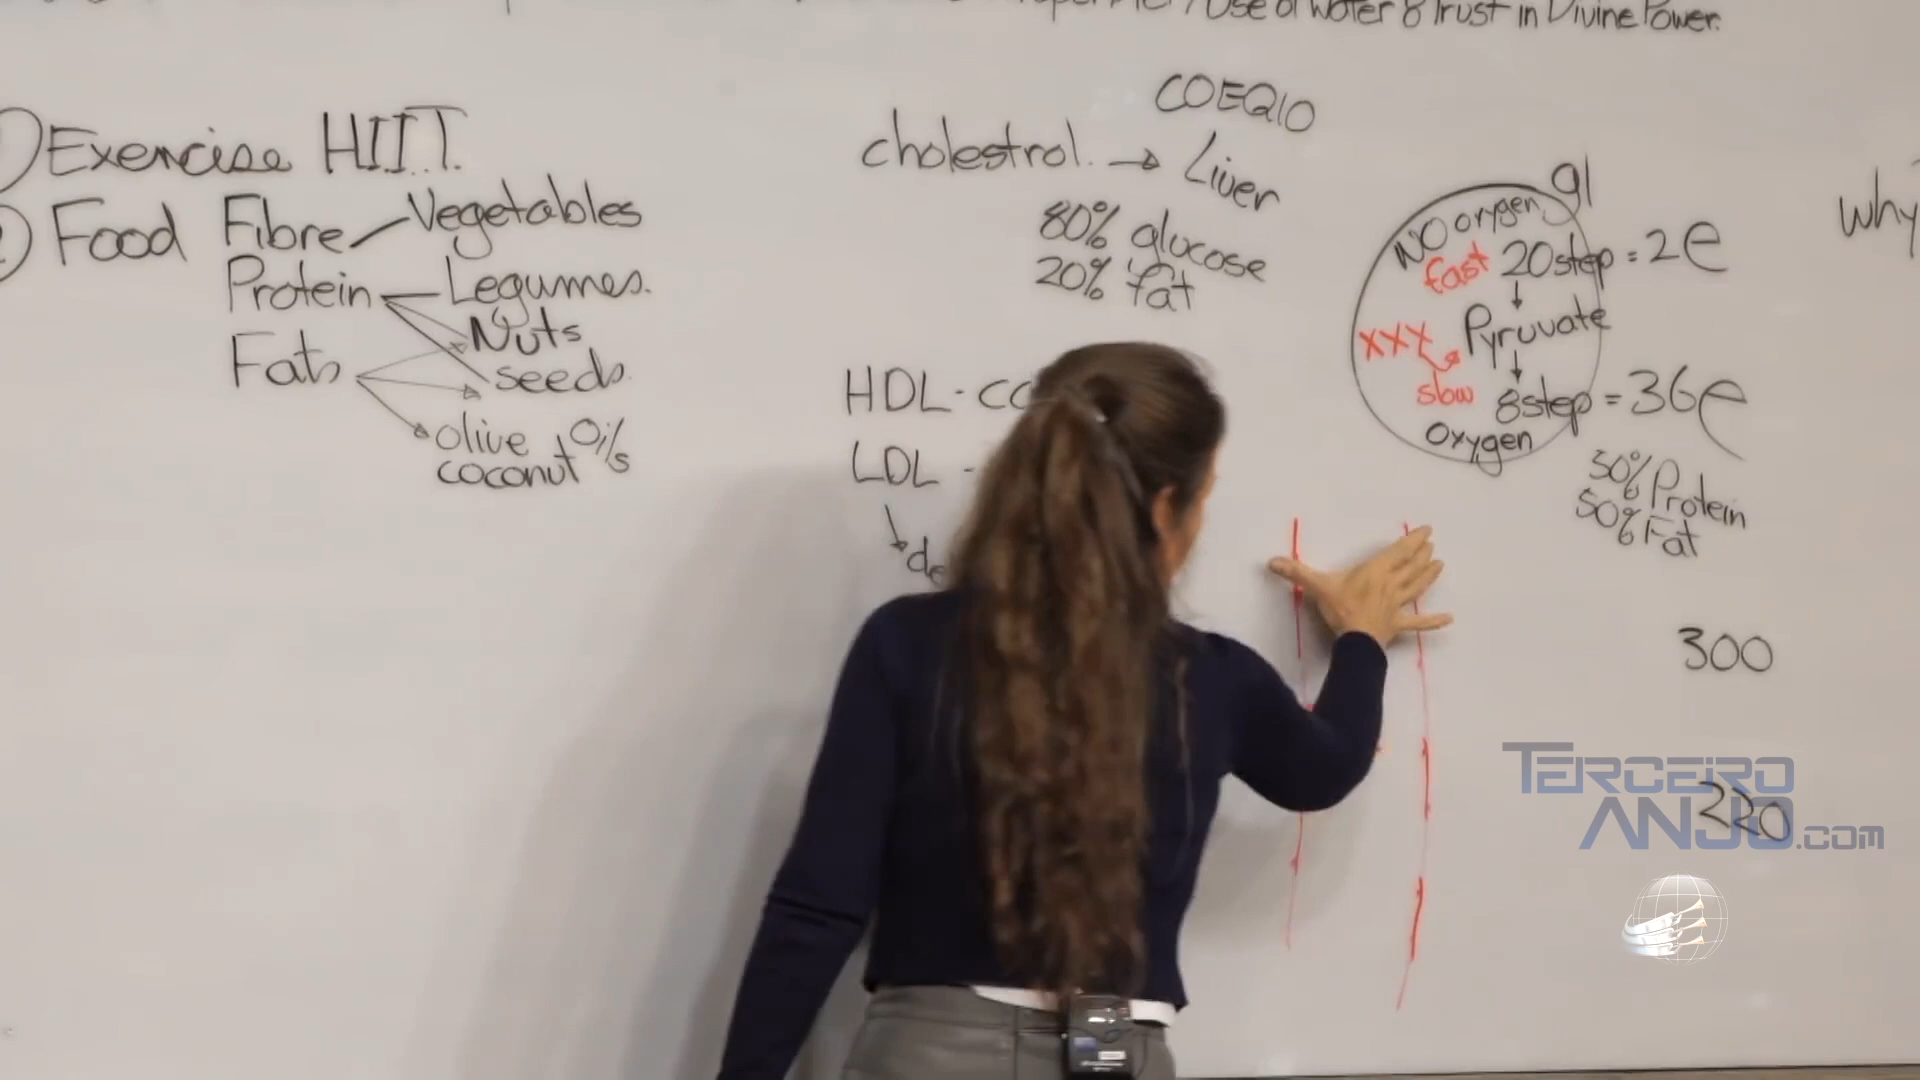 Use of Water & Trust in Divine Power.
Exencise HIIT.
Food Fibre Vegetables
Protein Legumes.
Nuts
Fats seeds.
olive Oils
coconut
COEQ10
cholestrol. → Liver
80% glucose
20% fat
HDL - 
LDL -
gl
NO oxygen
fast 20step = 2e
XXX Pyruvate
slow 8step = 36e
oxygen
50% Protein
50% Fat
why
300
220
TERCEIRO
ANJO.com